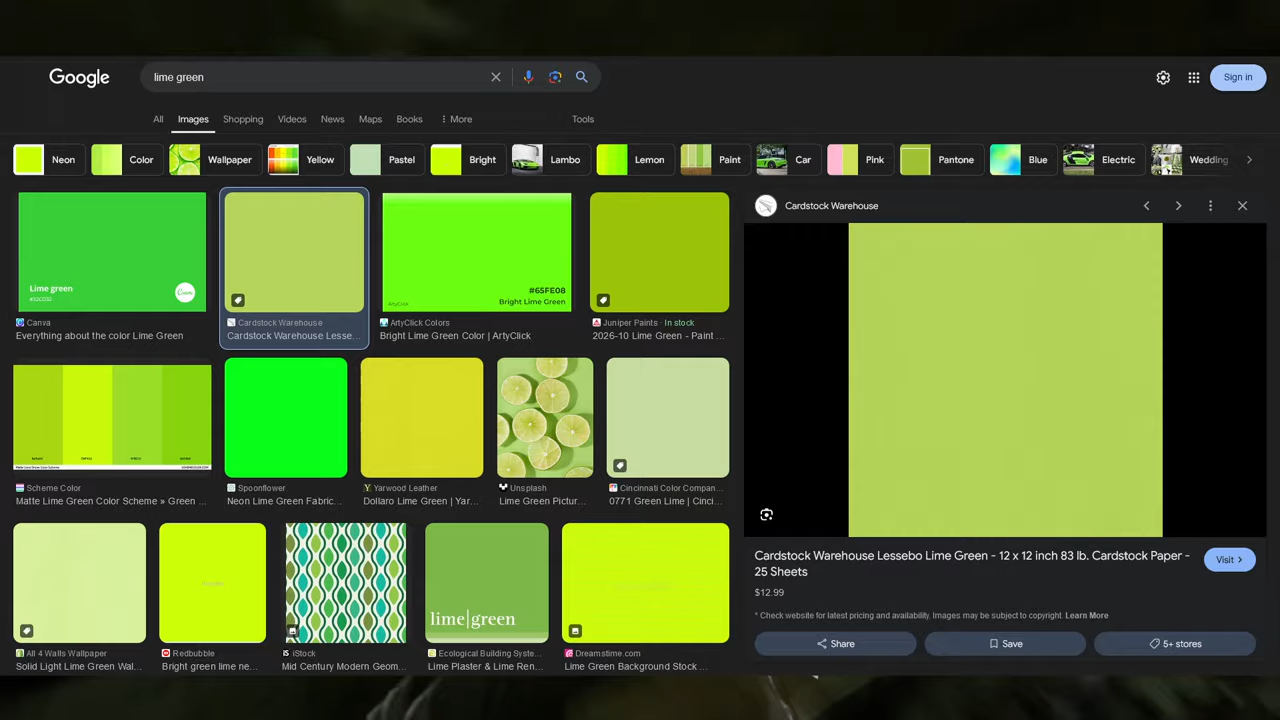 Google
lime green
Sign in
All
Images
Shopping
Videos
News
Maps
Books
More
Tools
Neon
Color
Wallpaper
Yellow
Pastel
Bright
Lambo
Lemon
Paint
Car
Pink
Pantone
Blue
Electric
Wedding
Lime green
#32CD32
Canva
Canva
Everything about the color Lime Green
Cardstock Warehouse
Cardstock Warehouse Lesse...
#65FE08
ArtyClick
Bright Lime Green
ArtyClick Colors
Bright Lime Green Color | ArtyClick
Juniper Paints · In stock
2026-10 Lime Green - Paint ...
Scheme Color
Matte Lime Green Color Scheme » Green ...
Spoonflower
Neon Lime Green Fabric...
Yarwood Leather
Dollaro Lime Green | Yar...
Unsplash
Lime Green Pictur...
Cincinnati Color Compan...
0771 Green Lime | Cinci...
All 4 Walls Wallpaper
Solid Light Lime Green Wal...
Redbubble
Bright green lime ne...
iStock
Mid Century Modern Geom...
lime|green
Ecological Building Syste...
Lime Plaster & Lime Ren...
Dreamstime.com
Lime Green Background Stock ...
Cardstock Warehouse
Cardstock Warehouse Lessebo Lime Green - 12 x 12 inch 83 lb. Cardstock Paper -
25 Sheets
Visit
$12.99
* Check website for latest pricing and availability. Images may be subject to copyright. Learn More
Share
Save
5+ stores